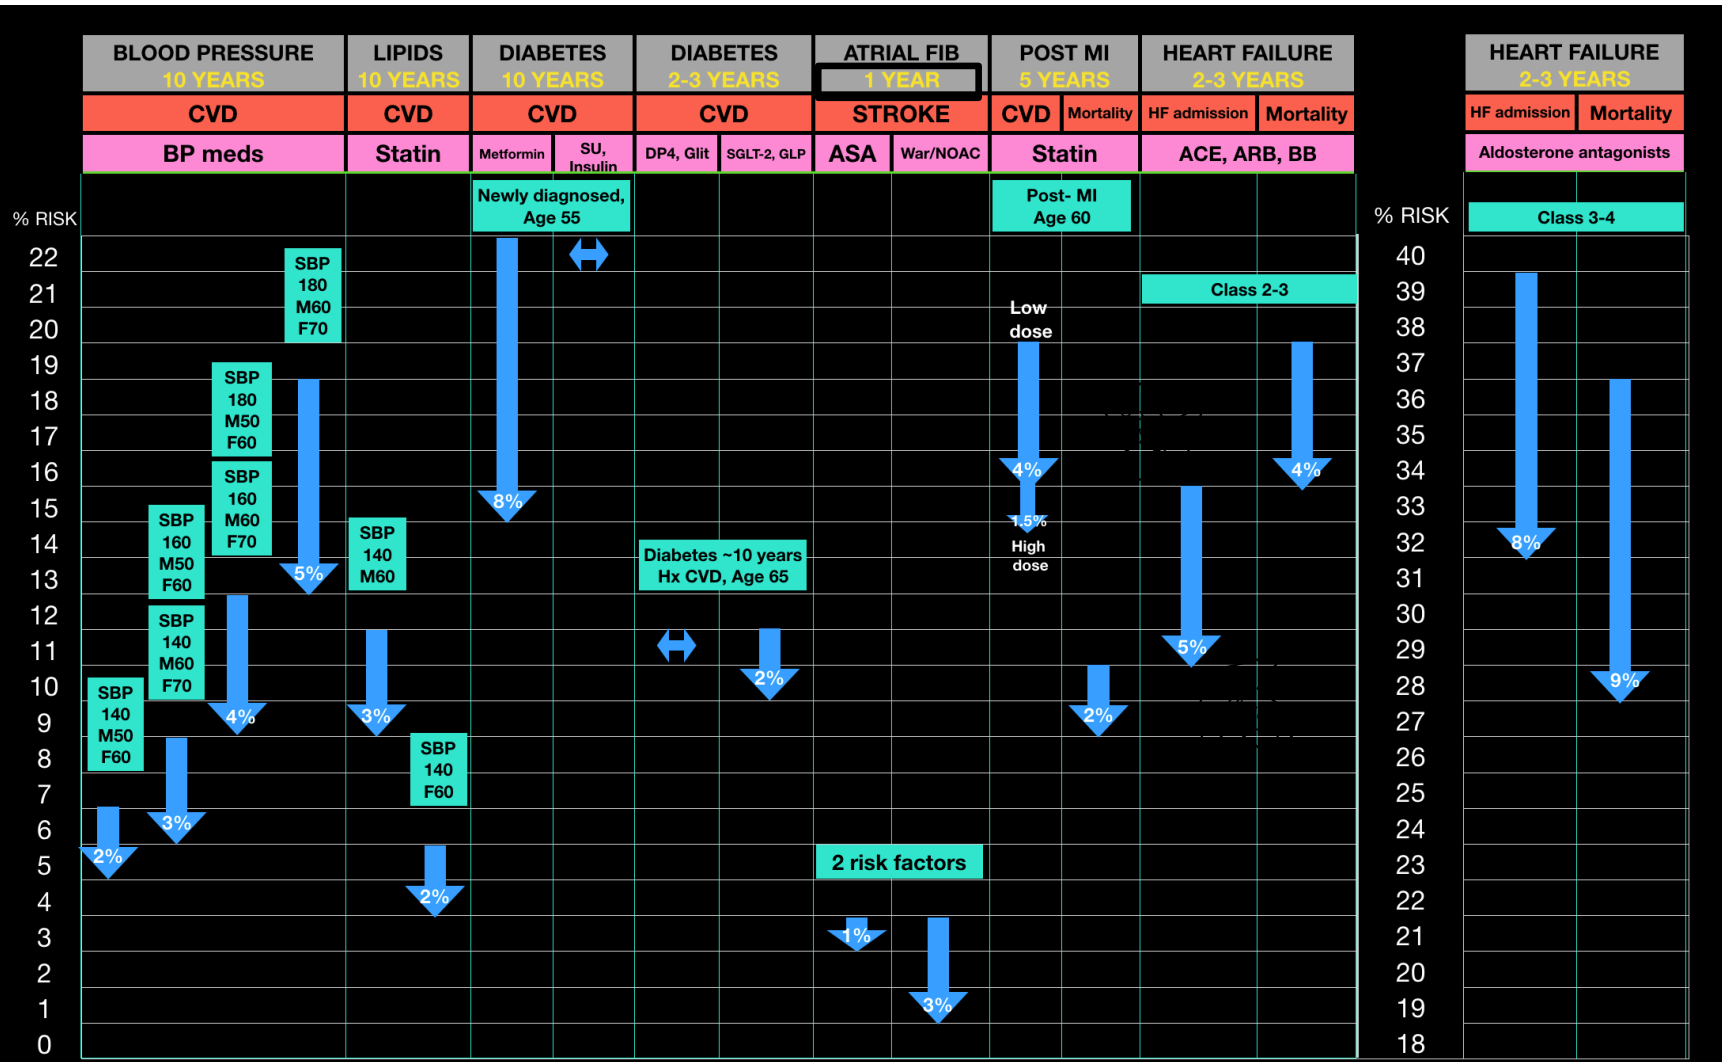 BLOOD PRESSURE
10 YEARS
LIPIDS
10 YEARS
DIABETES
10 YEARS
DIABETES
2-3 YEARS
ATRIAL FIB
1 YEAR
POST MI
5 YEARS
HEART FAILURE
2-3 YEARS
HEART FAILURE
2-3 YEARS
CVD
CVD
CVD
CVD
STROKE
CVD
Mortality
HF admission
Mortality
HF admission
Mortality
BP meds
Statin
Metformin
SU,
Insulin
DP4, Glit
SGLT-2, GLP
ASA
War/NOAC
Statin
ACE, ARB, BB
Aldosterone antagonists
% RISK
22
21
20
19
18
17
16
15
14
13
12
11
10
9
8
7
6
5
4
3
2
1
0
SBP
140
M50
F60
2%
SBP
160
M50
F60
SBP
140
M60
F70
3%
SBP
180
M50
F60
SBP
160
M60
F70
4%
SBP
180
M60
F70
5%
SBP
140
M60
3%
SBP
140
F60
2%
Newly diagnosed,
Age 55
8%
Diabetes ~10 years
Hx CVD, Age 65
2%
2 risk factors
1%
3%
Post- MI
Age 60
Low
dose
4%
1.5%
High
dose
2%
Class 2-3
5%
4%
% RISK
40
39
38
37
36
35
34
33
32
31
30
29
28
27
26
25
24
23
22
21
20
19
18
Class 3-4
8%
9%